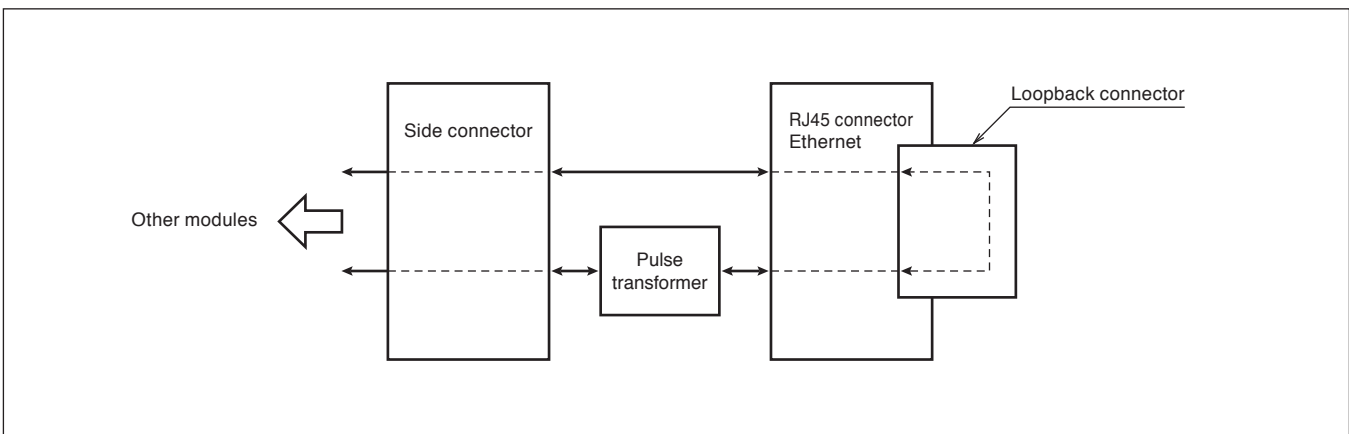 Loopback connector
RJ45 connector
Ethernet
Side connector
Other modules
Pulse
transformer